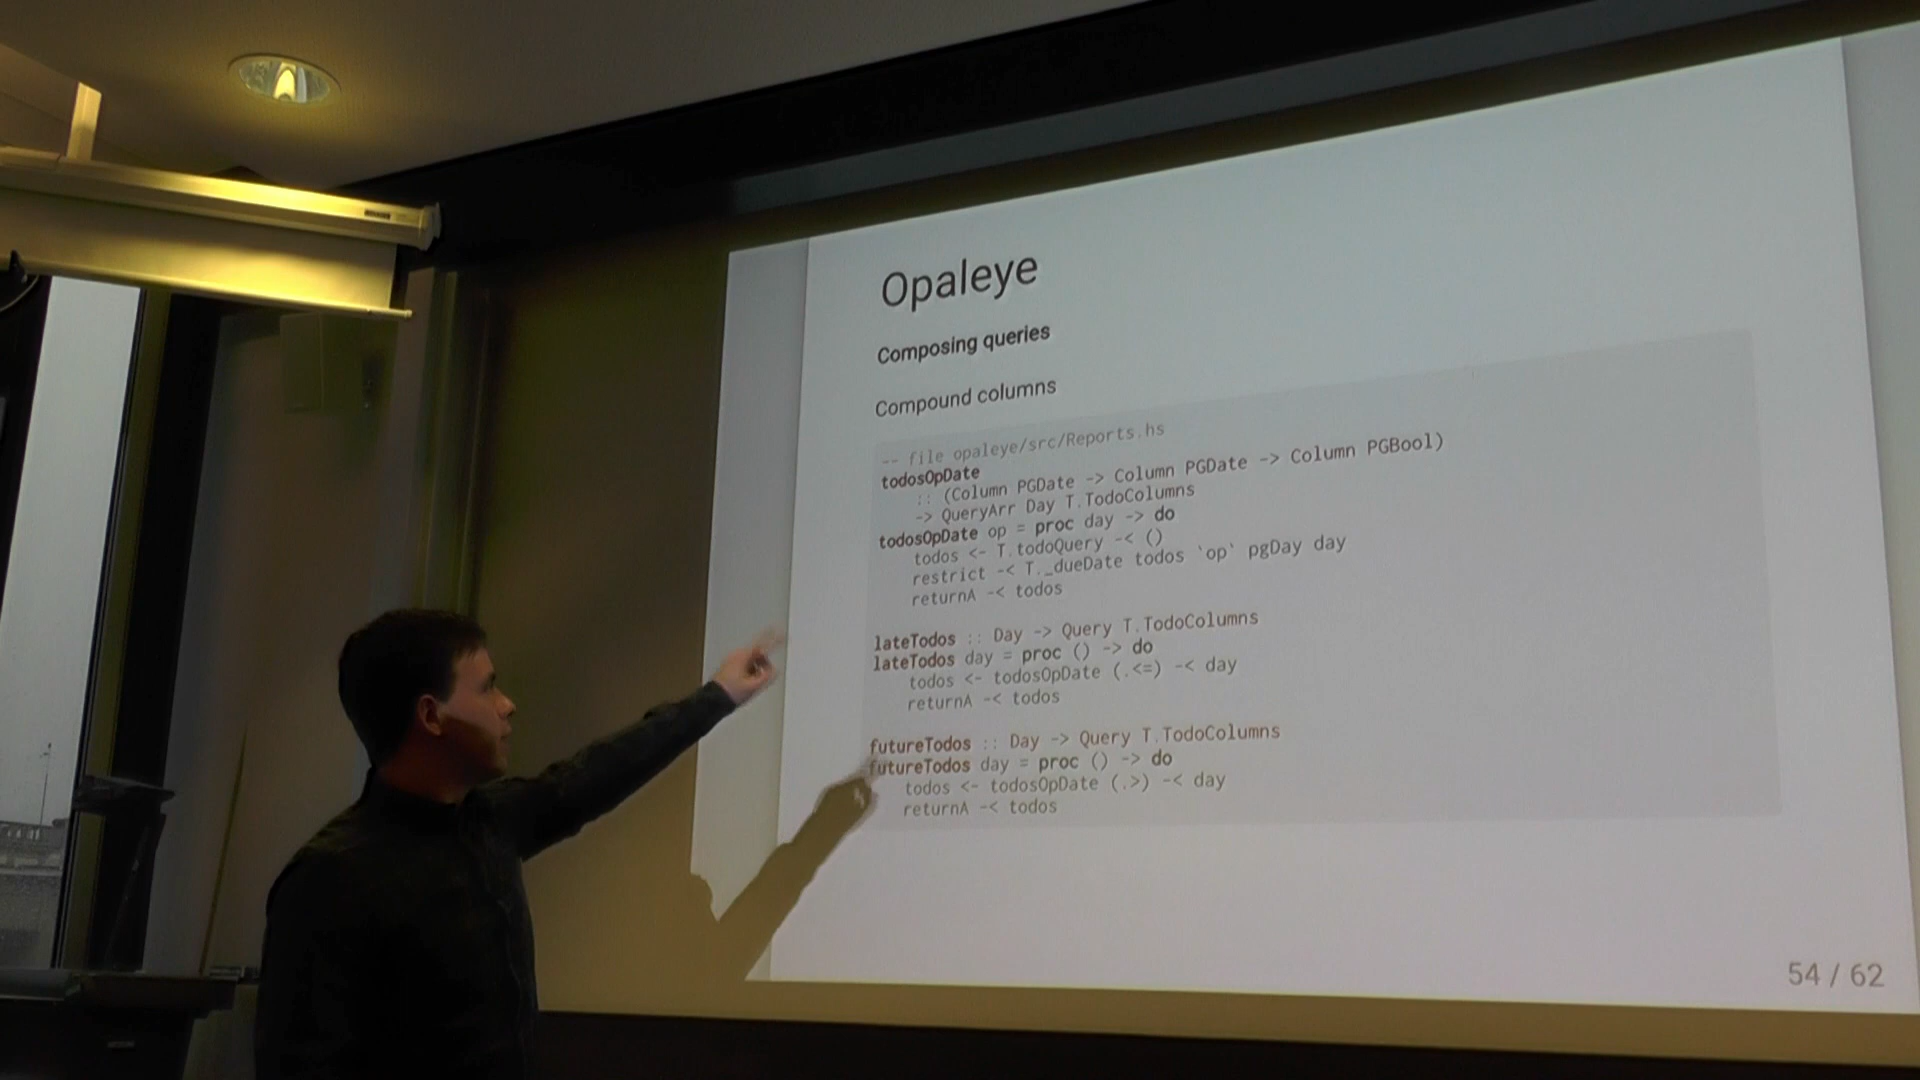 Opaleye
Composing queries
Compound columns
-- file opaleye/src/Reports.hs
todosOpDate
:: (Column PGDate -> Column PGDate -> Column PGBool)
-> QueryArr Day T.TodoColumns
todosOpDate op = proc day -> do
todos <- T.todoQuery -< ()
restrict -< T._dueDate todos `op` pgDay day
returnA -< todos
lateTodos :: Day -> Query T.TodoColumns
lateTodos day = proc () -> do
todos <- todosOpDate (.<=) -< day
returnA -< todos
futureTodos :: Day -> Query T.TodoColumns
futureTodos day = proc () -> do
todos <- todosOpDate (.>) -< day
returnA -< todos
54 / 62